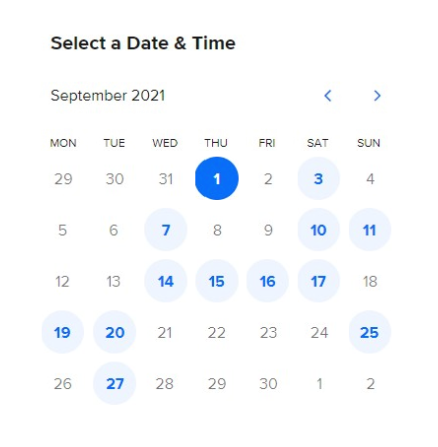 Select a Date & Time
September 2021
MON TUE WED THU FRI SAT SUN
29 30 31 1 2 3 4
5 6 7 8 9 10 11
12 13 14 15 16 17 18
19 20 21 22 23 24 25
26 27 28 29 30 1 2